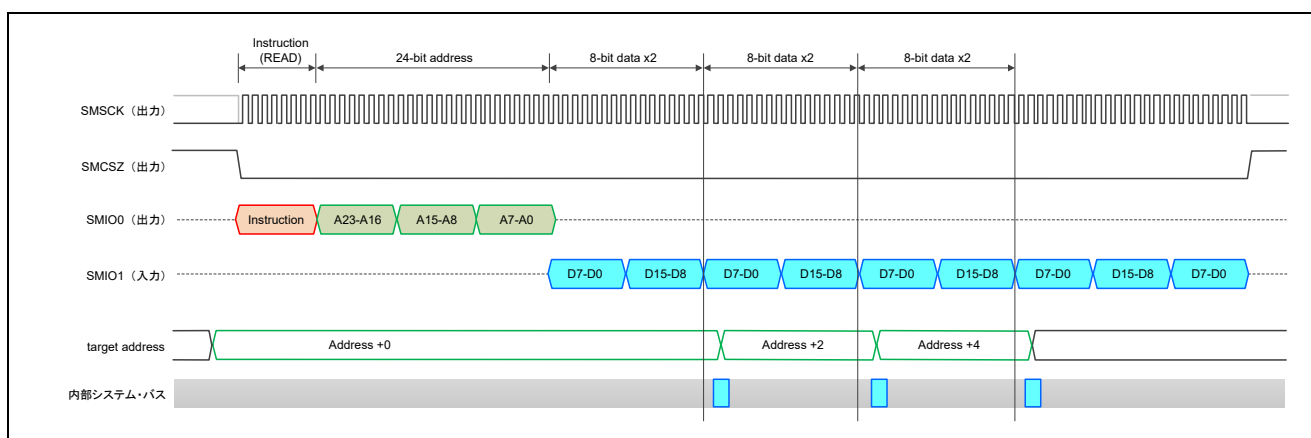 Instruction
(READ)
24-bit address
8-bit data x2
8-bit data x2
8-bit data x2
SMSCK（出力）
SMCSZ（出力）
SMIO0（出力）
Instruction
A23-A16
A15-A8
A7-A0
SMIO1（入力）
D7-D0
D15-D8
D7-D0
D15-D8
D7-D0
D15-D8
D7-D0
D15-D8
D7-D0
target address
Address +0
Address +2
Address +4
内部システム・バス